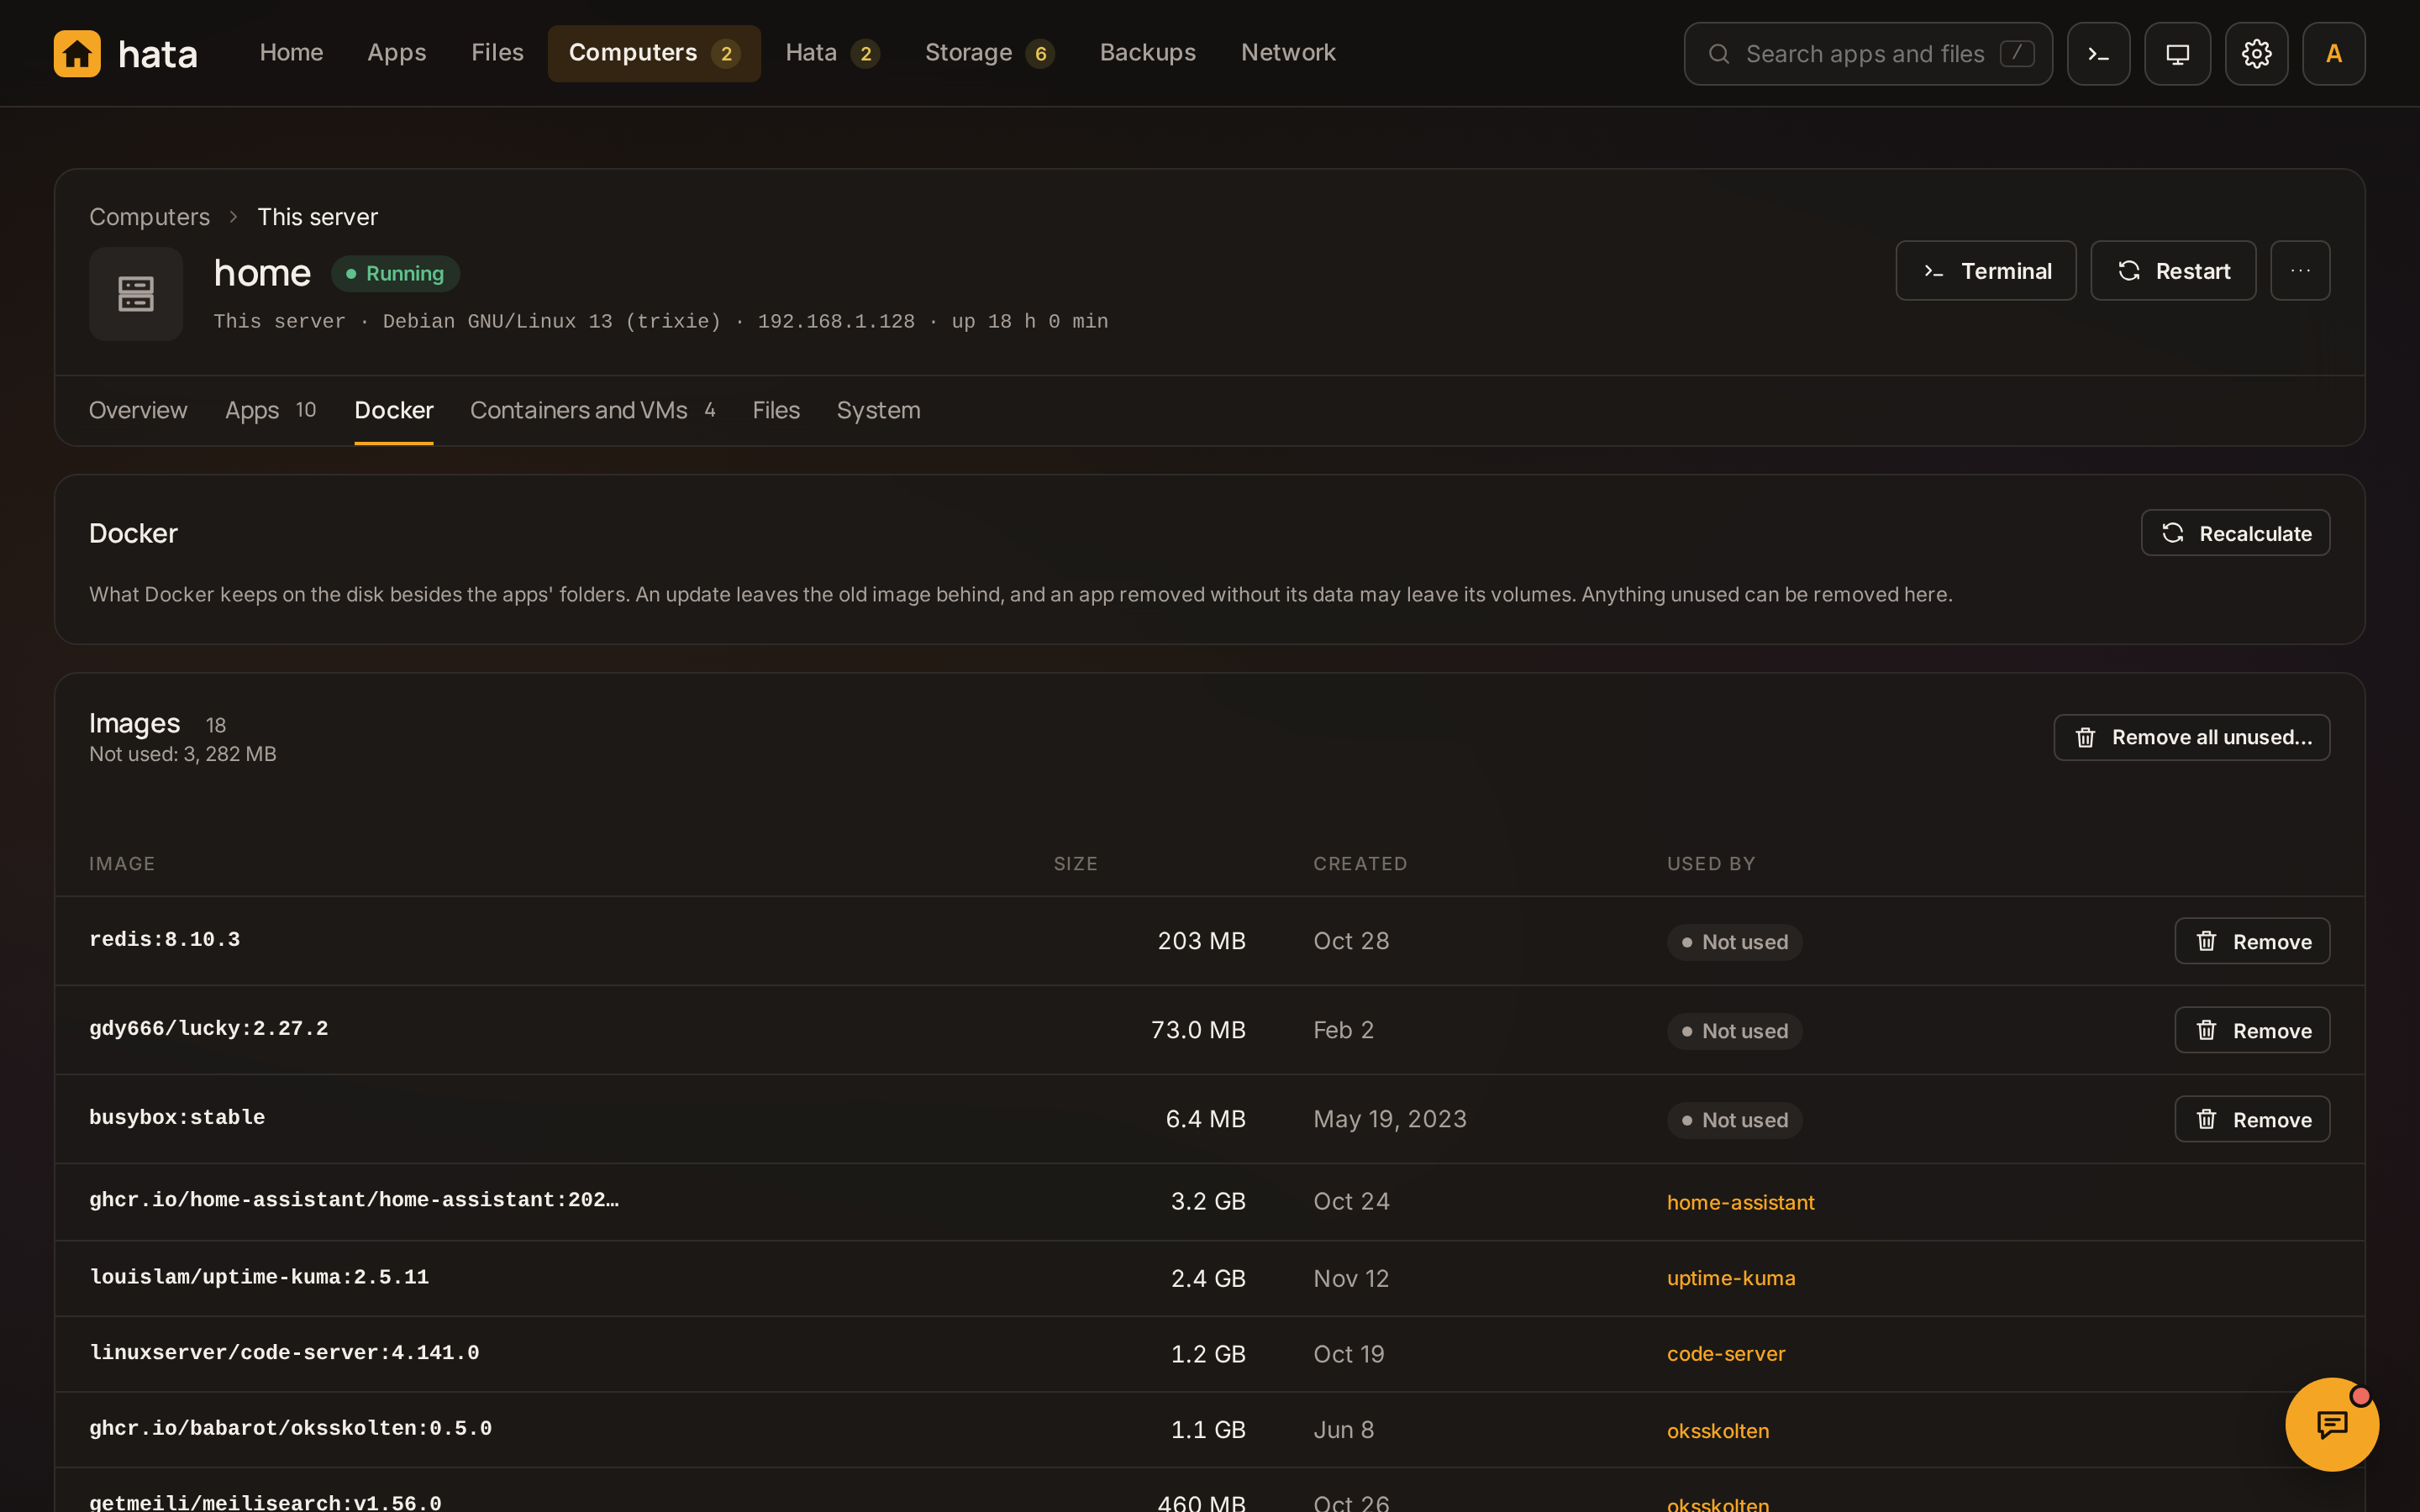 hata Home Apps Files Computers 2 Hata 2 Storage 6 Backups Network Search apps and files / A
Computers > This server
home Running Terminal Restart ...
This server · Debian GNU/Linux 13 (trixie) · 192.168.1.128 · up 18 h 0 min
Overview Apps 10 Docker Containers and VMs 4 Files System
Docker Recalculate
What Docker keeps on the disk besides the apps' folders. An update leaves the old image behind, and an app removed without its data may leave its volumes. Anything unused can be removed here.
Images 18 Remove all unused...
Not used: 3, 282 MB
IMAGE SIZE CREATED USED BY
redis:8.10.3 203 MB Oct 28 Not used Remove
gdy666/lucky:2.27.2 73.0 MB Feb 2 Not used Remove
busybox:stable 6.4 MB May 19, 2023 Not used Remove
ghcr.io/home-assistant/home-assistant:202… 3.2 GB Oct 24 home-assistant
louislam/uptime-kuma:2.5.11 2.4 GB Nov 12 uptime-kuma
linuxserver/code-server:4.141.0 1.2 GB Oct 19 code-server
ghcr.io/babarot/oksskolten:0.5.0 1.1 GB Jun 8 oksskolten
getmeili/meilisearch:v1.56.0 460 MB Oct 26 oksskolten